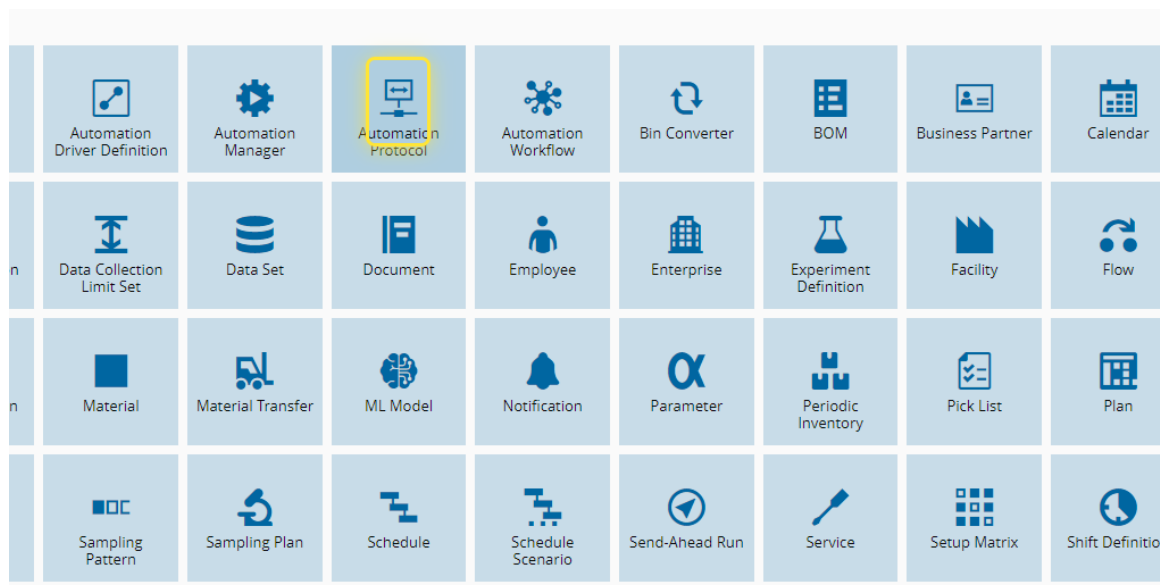 Automation
Driver Definition
Automation
Manager
Automation
Protocol
Automation
Workflow
Bin Converter
BOM
Business Partner
Calendar
n
Data Collection
Limit Set
Data Set
Document
Employee
Enterprise
Experiment
Definition
Facility
Flow
n
Material
Material Transfer
ML Model
Notification
Parameter
Periodic
Inventory
Pick List
Plan
Sampling
Pattern
Sampling Plan
Schedule
Schedule
Scenario
Send-Ahead Run
Service
Setup Matrix
Shift Definitio